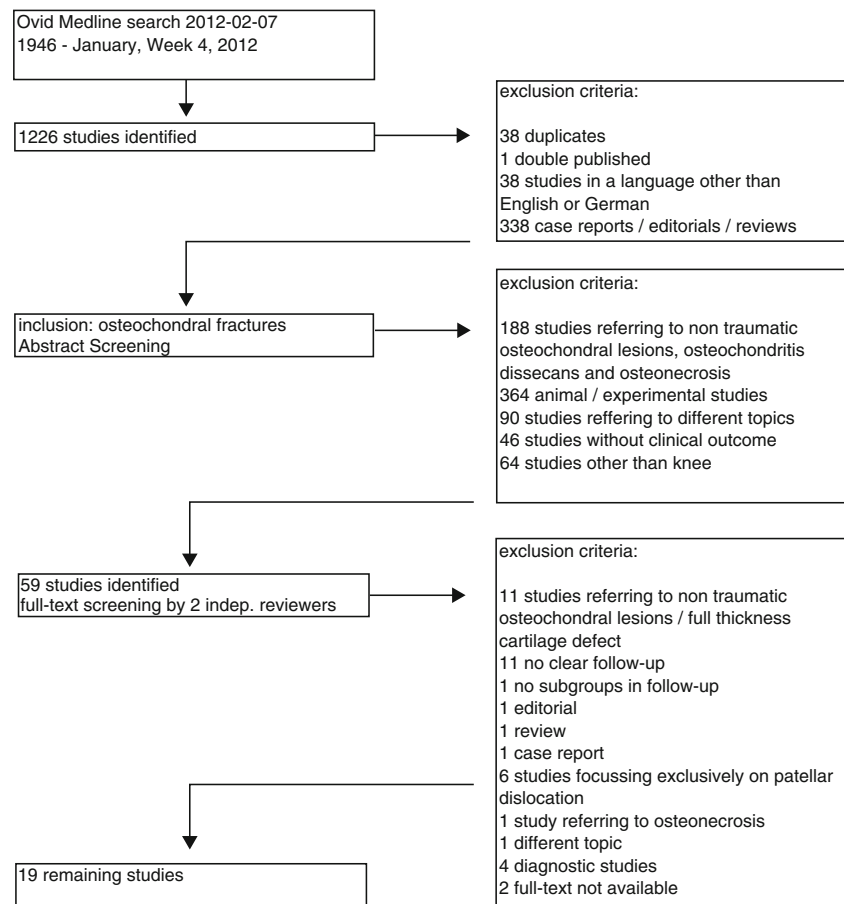 Ovid Medline search 2012-02-07
1946 - January, Week 4, 2012
1226 studies identified
exclusion criteria:
38 duplicates
1 double published
38 studies in a language other than
English or German
338 case reports / editorials / reviews
inclusion: osteochondral fractures
Abstract Screening
exclusion criteria:
188 studies referring to non traumatic
osteochondral lesions, osteochondritis
dissecans and osteonecrosis
364 animal / experimental studies
90 studies reffering to different topics
46 studies without clinical outcome
64 studies other than knee
59 studies identified
full-text screening by 2 indep. reviewers
exclusion criteria:
11 studies referring to non traumatic
osteochondral lesions / full thickness
cartilage defect
11 no clear follow-up
1 no subgroups in follow-up
1 editorial
1 review
1 case report
6 studies focussing exclusively on patellar
dislocation
1 study referring to osteonecrosis
1 different topic
4 diagnostic studies
2 full-text not available
19 remaining studies